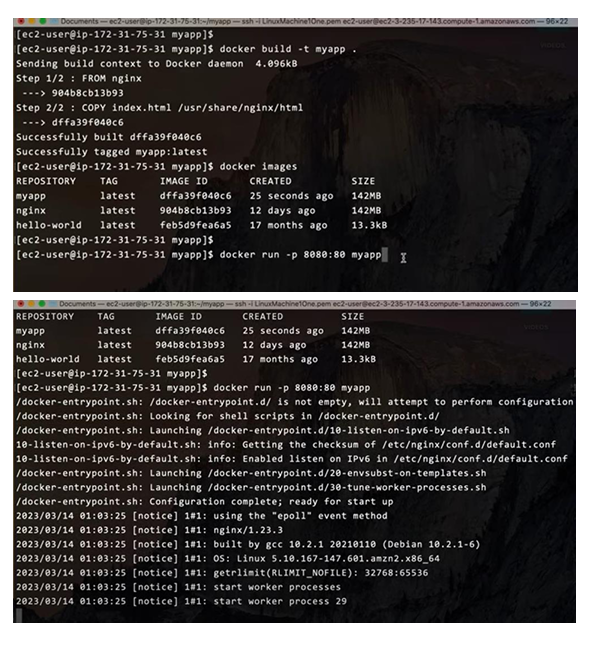 Documents — ec2-user@ip-172-31-75-31:~/myapp — ssh -i LinuxMachine1One.pem ec2-user@ec2-3-235-17-143.compute-1.amazonaws.com — 96×22
[ec2-user@ip-172-31-75-31 myapp]$
[ec2-user@ip-172-31-75-31 myapp]$ docker build -t myapp .
Sending build context to Docker daemon  4.096kB
Step 1/2 : FROM nginx
 ---> 904b8cb13b93
Step 2/2 : COPY index.html /usr/share/nginx/html
 ---> dffa39f040c6
Successfully built dffa39f040c6
Successfully tagged myapp:latest
[ec2-user@ip-172-31-75-31 myapp]$ docker images
REPOSITORY    TAG       IMAGE ID       CREATED          SIZE
myapp         latest    dffa39f040c6   25 seconds ago   142MB
nginx         latest    904b8cb13b93   12 days ago      142MB
hello-world   latest    feb5d9fea6a5   17 months ago    13.3kB
[ec2-user@ip-172-31-75-31 myapp]$
[ec2-user@ip-172-31-75-31 myapp]$ docker run -p 8080:80 myapp
Documents — ec2-user@ip-172-31-75-31:~/myapp — ssh -i LinuxMachine1One.pem ec2-user@ec2-3-235-17-143.compute-1.amazonaws.com — 96×22
REPOSITORY    TAG       IMAGE ID       CREATED          SIZE
myapp         latest    dffa39f040c6   25 seconds ago   142MB
nginx         latest    904b8cb13b93   12 days ago      142MB
hello-world   latest    feb5d9fea6a5   17 months ago    13.3kB
[ec2-user@ip-172-31-75-31 myapp]$
[ec2-user@ip-172-31-75-31 myapp]$ docker run -p 8080:80 myapp
/docker-entrypoint.sh: /docker-entrypoint.d/ is not empty, will attempt to perform configuration
/docker-entrypoint.sh: Looking for shell scripts in /docker-entrypoint.d/
/docker-entrypoint.sh: Launching /docker-entrypoint.d/10-listen-on-ipv6-by-default.sh
10-listen-on-ipv6-by-default.sh: info: Getting the checksum of /etc/nginx/conf.d/default.conf
10-listen-on-ipv6-by-default.sh: info: Enabled listen on IPv6 in /etc/nginx/conf.d/default.conf
/docker-entrypoint.sh: Launching /docker-entrypoint.d/20-envsubst-on-templates.sh
/docker-entrypoint.sh: Launching /docker-entrypoint.d/30-tune-worker-processes.sh
/docker-entrypoint.sh: Configuration complete; ready for start up
2023/03/14 01:03:25 [notice] 1#1: using the "epoll" event method
2023/03/14 01:03:25 [notice] 1#1: nginx/1.23.3
2023/03/14 01:03:25 [notice] 1#1: built by gcc 10.2.1 20210110 (Debian 10.2.1-6)
2023/03/14 01:03:25 [notice] 1#1: OS: Linux 5.10.167-147.601.amzn2.x86_64
2023/03/14 01:03:25 [notice] 1#1: getrlimit(RLIMIT_NOFILE): 32768:65536
2023/03/14 01:03:25 [notice] 1#1: start worker processes
2023/03/14 01:03:25 [notice] 1#1: start worker process 29